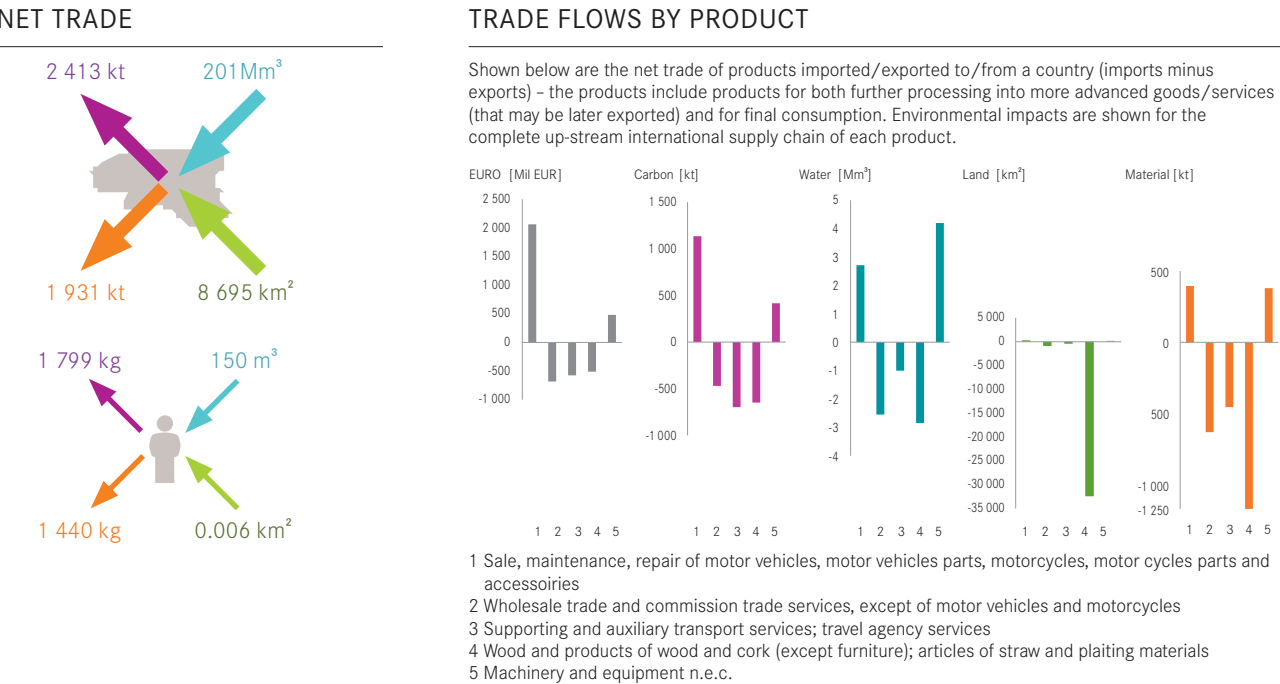 NET TRADE
2 413 kt
201Mm³
1 931 kt
8 695 km²
1 799 kg
150 m³
1 440 kg
0.006 km²
TRADE FLOWS BY PRODUCT
Shown below are the net trade of products imported/exported to/from a country (imports minus
exports) – the products include products for both further processing into more advanced goods/services
(that may be later exported) and for final consumption. Environmental impacts are shown for the
complete up-stream international supply chain of each product.
EURO [Mil EUR]
2 500
2 000
1 500
1 000
500
0
-500
-1 000
1 2 3 4 5
Carbon [kt]
1 500
1 000
500
0
-500
-1 000
1 2 3 4 5
Water [Mm³]
5
4
3
2
1
0
-1
-2
-3
-4
1 2 3 4 5
Land [km²]
5 000
0
-5 000
-10 000
-15 000
-20 000
-25 000
-30 000
-35 000
1 2 3 4 5
Material [kt]
500
0
500
-1 000
-1 250
1 2 3 4 5
1 Sale, maintenance, repair of motor vehicles, motor vehicles parts, motorcycles, motor cycles parts and
accessoiries
2 Wholesale trade and commission trade services, except of motor vehicles and motorcycles
3 Supporting and auxiliary transport services; travel agency services
4 Wood and products of wood and cork (except furniture); articles of straw and plaiting materials
5 Machinery and equipment n.e.c.